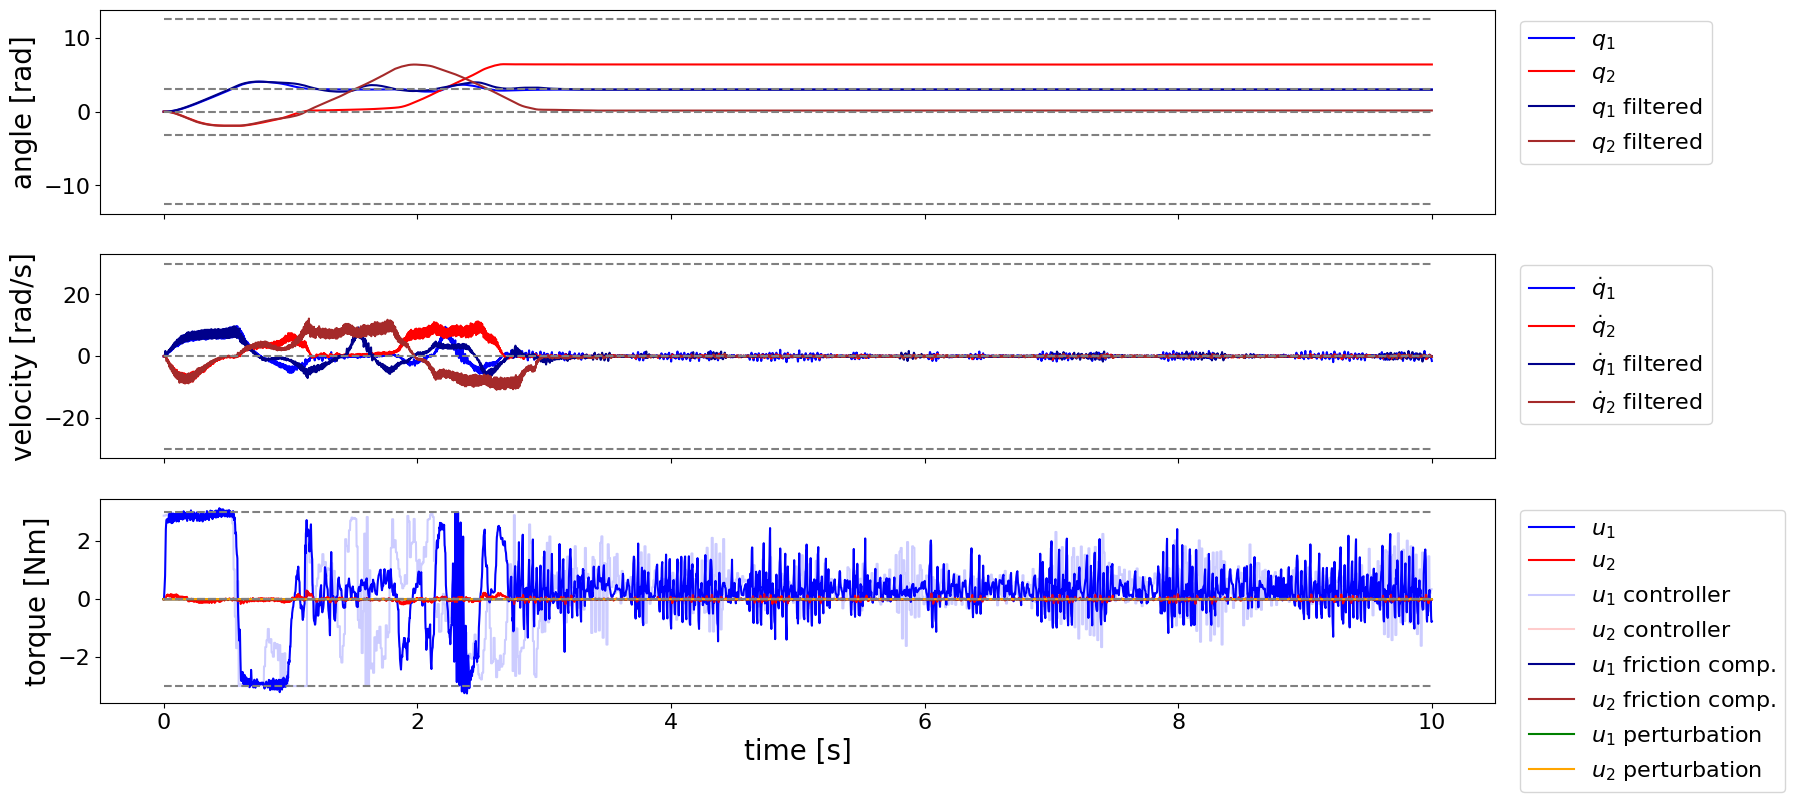 angle [rad]
10
0
−10
q₁
q₂
q₁ filtered
q₂ filtered
velocity [rad/s]
20
0
−20
q̇₁
q̇₂
q̇₁ filtered
q̇₂ filtered
torque [Nm]
2
0
−2
0 2 4 6 8 10
time [s]
u₁
u₂
u₁ controller
u₂ controller
u₁ friction comp.
u₂ friction comp.
u₁ perturbation
u₂ perturbation